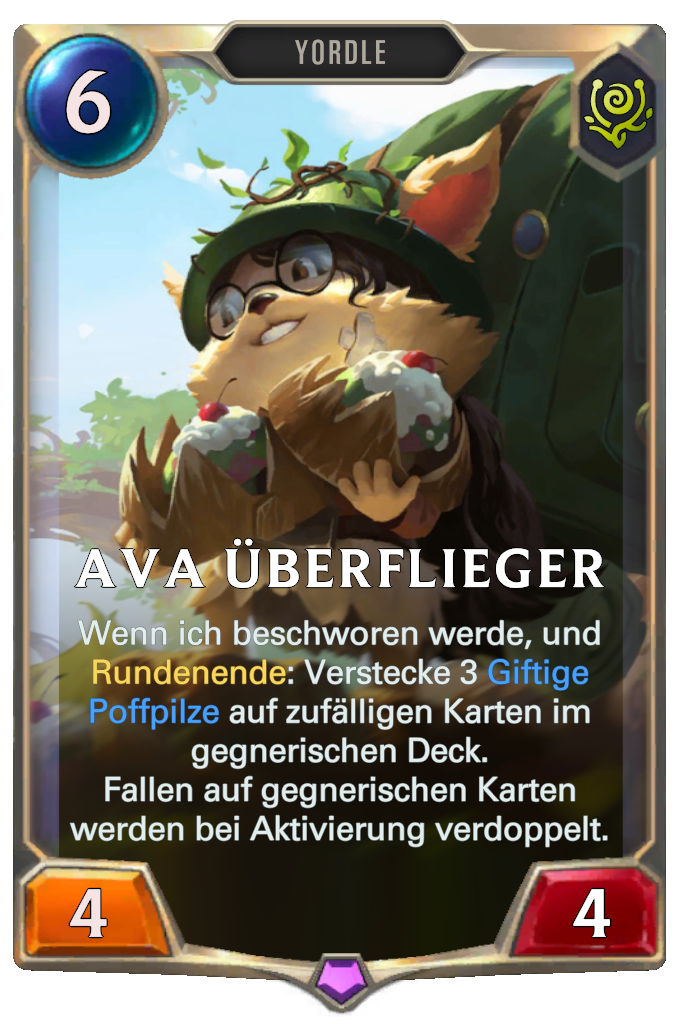 YORDLE
6
AVA ÜBERFLIEGER
Wenn ich beschworen werde, und
Rundenende: Verstecke 3 Giftige
Poffpilze auf zufälligen Karten im
gegnerischen Deck.
Fallen auf gegnerischen Karten
werden bei Aktivierung verdoppelt.
4
4